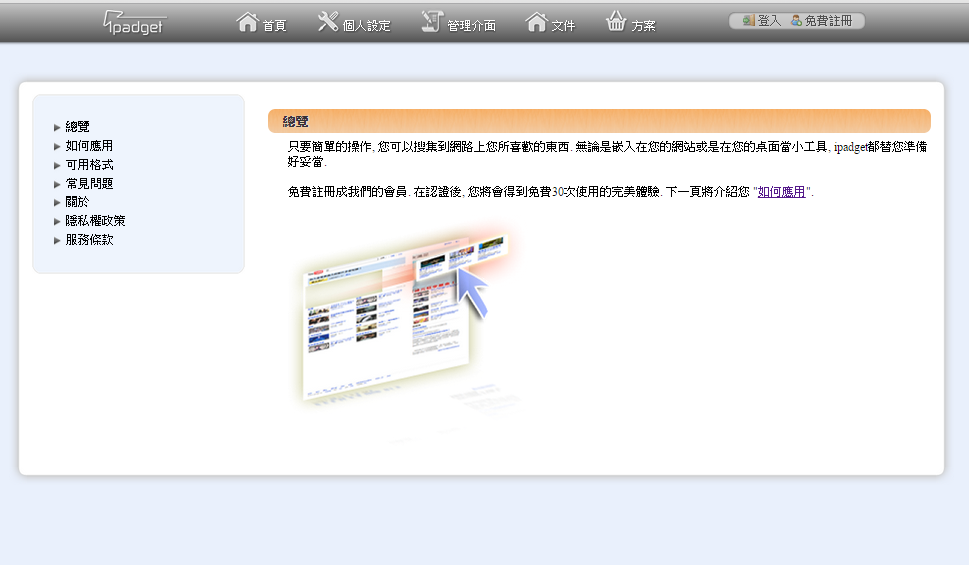 ipadget
首頁
個人設定
管理介面
文件
方案
登入
免費註冊
總覽
如何應用
可用格式
常見問題
關於
隱私權政策
服務條款
總覽
只要簡單的操作, 您可以搜集到網路上您所喜歡的東西. 無論是嵌入在您的網站或是在您的桌面當小工具, ipadget都替您準備
好妥當.
免費註冊成我們的會員. 在認證後, 您將會得到免費30次使用的完美體驗. 下一頁將介紹您 "如何應用".